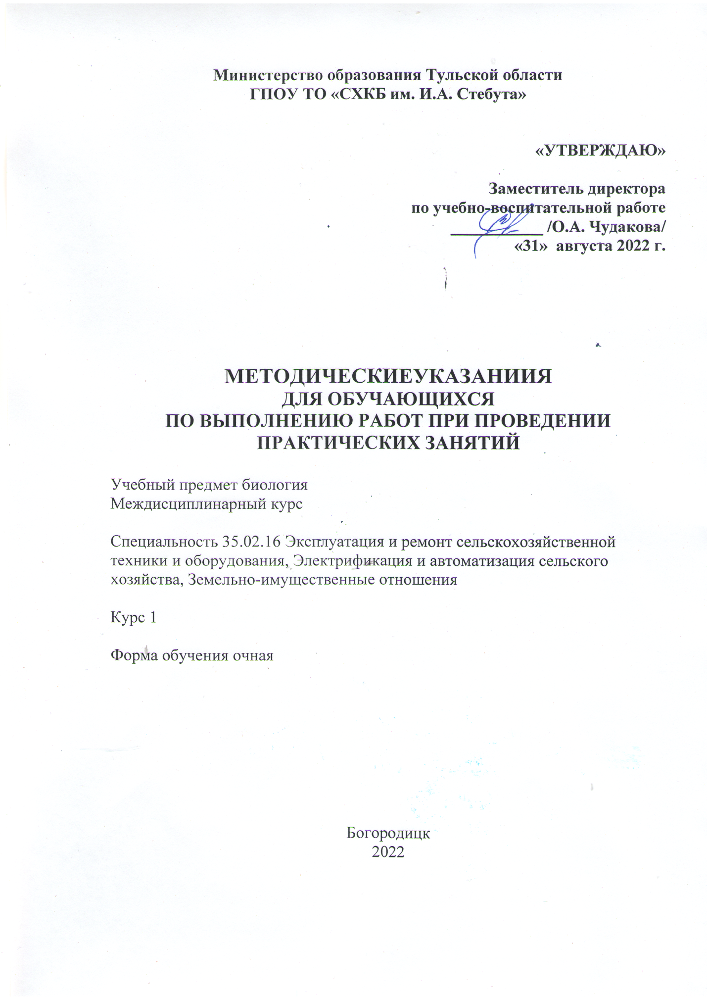 Министерство образования Тульской области
ГПОУ ТО «СХКБ им. И.А. Стебута»
«УТВЕРЖДАЮ»
Заместитель директора
по учебно-воспитательной работе
___________ /О.А. Чудакова/
«31» августа 2022 г.
МЕТОДИЧЕСКИЕУКАЗАНИИЯ
ДЛЯ ОБУЧАЮЩИХСЯ
ПО ВЫПОЛНЕНИЮ РАБОТ ПРИ ПРОВЕДЕНИИ
ПРАКТИЧЕСКИХ ЗАНЯТИЙ
Учебный предмет биология
Междисциплинарный курс
Специальность 35.02.16 Эксплуатация и ремонт сельскохозяйственной
техники и оборудования, Электрификация и автоматизация сельского
хозяйства, Земельно-имущественные отношения
Курс 1
Форма обучения очная
Богородицк
2022